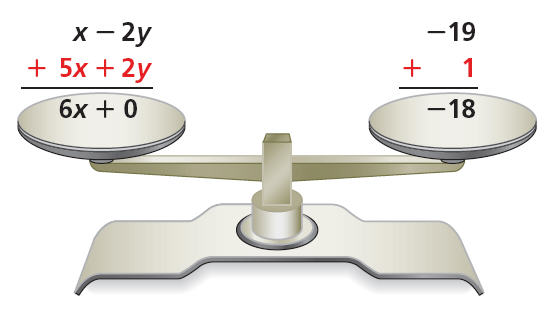 x − 2y
+ 5x + 2y
6x + 0
−19
+ 1
−18